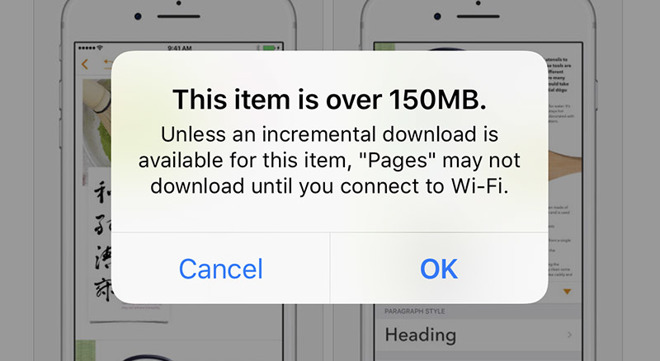 9:41 AM
This item is over 150MB.
Unless an incremental download is
available for this item, "Pages" may not
download until you connect to Wi-Fi.
Cancel
OK
PARAGRAPH STYLE
Heading